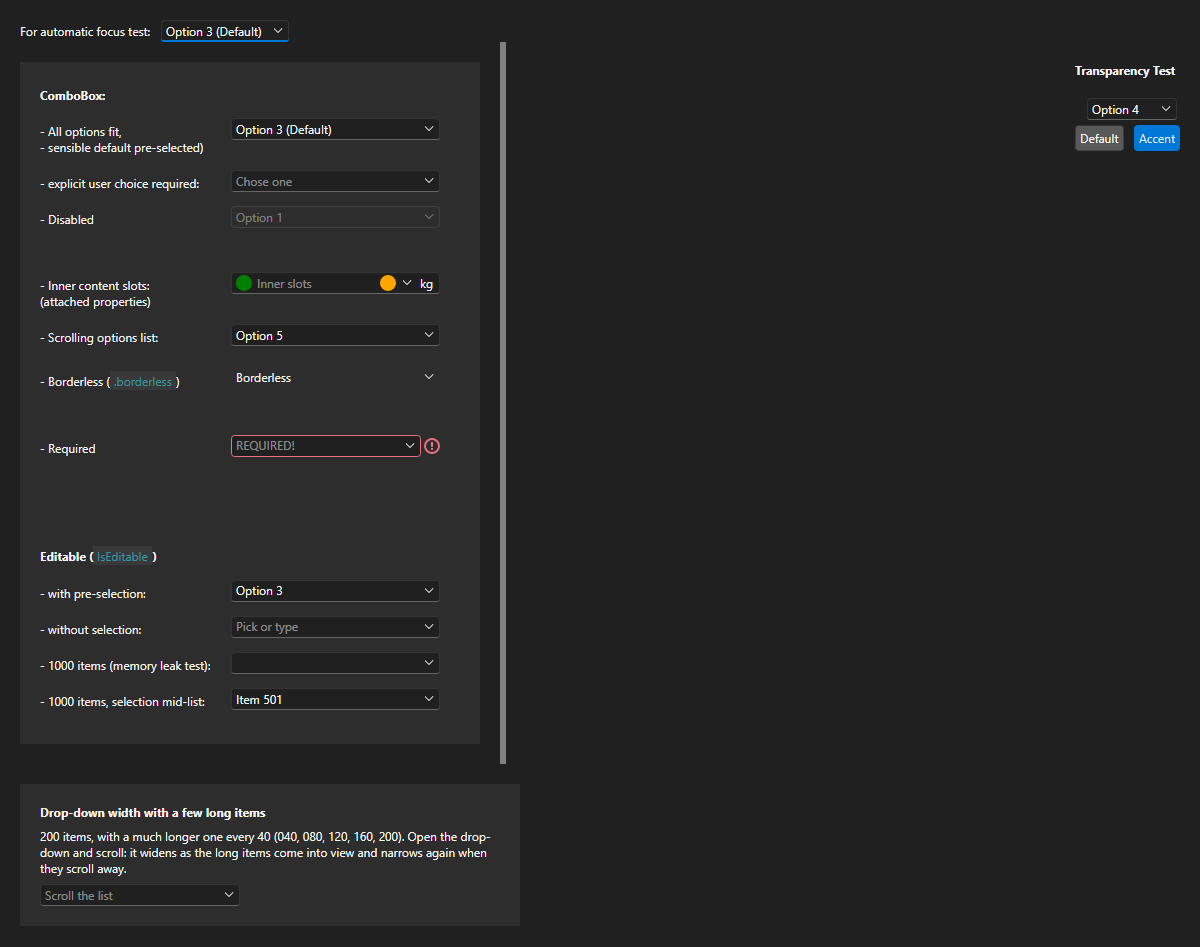 For automatic focus test: Option 3 (Default)
Transparency Test
Option 4
Default Accent
ComboBox:
- All options fit,
- sensible default pre-selected)
Option 3 (Default)
- explicit user choice required: Chose one
- Disabled Option 1
- Inner content slots:
(attached properties)
Inner slots kg
- Scrolling options list: Option 5
- Borderless ( .borderless ) Borderless
- Required REQUIRED!
Editable ( IsEditable )
- with pre-selection: Option 3
- without selection: Pick or type
- 1000 items (memory leak test):
- 1000 items, selection mid-list: Item 501
Drop-down width with a few long items
200 items, with a much longer one every 40 (040, 080, 120, 160, 200). Open the drop-
down and scroll: it widens as the long items come into view and narrows again when
they scroll away.
Scroll the list